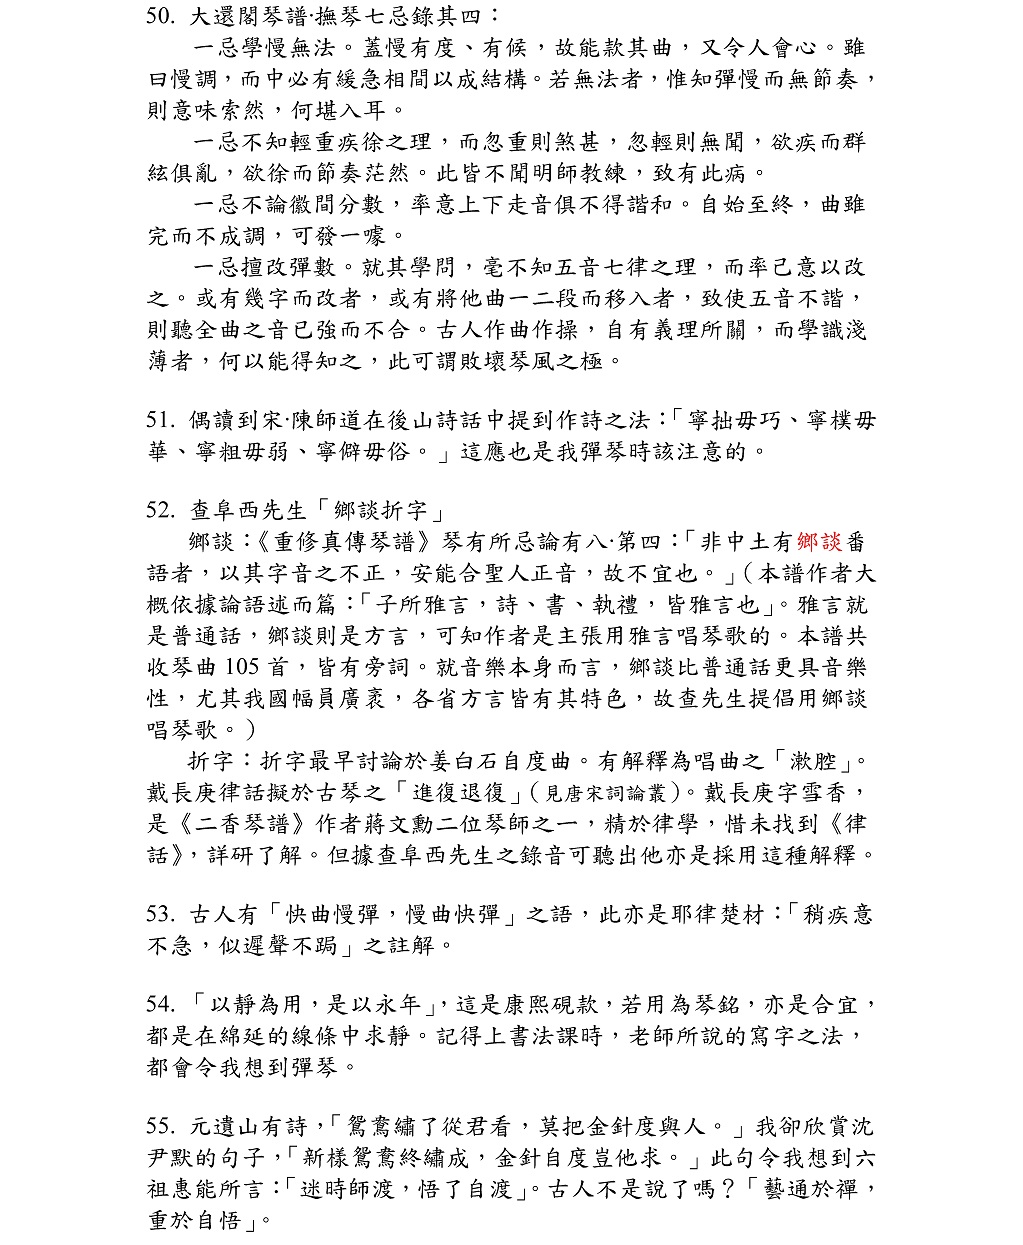 50. 大還閣琴譜·撫琴七忌錄其四：
一忌學慢無法。蓋慢有度、有候，故能款其曲，又令人會心。雖
曰慢調，而中必有緩急相間以成結構。若無法者，惟知彈慢而無節奏，
則意味索然，何堪入耳。
一忌不知輕重疾徐之理，而忽重則煞甚，忽輕則無聞，欲疾而群
絃俱亂，欲徐而節奏茫然。此皆不聞明師教練，致有此病。
一忌不論徽間分數，率意上下走音俱不得諧和。自始至終，曲雖
完而不成調，可發一噱。
一忌擅改彈數。就其學問，毫不知五音七律之理，而率己意以改
之。或有幾字而改者，或有將他曲一二段而移入者，致使五音不諧，
則聽全曲之音已強而不合。古人作曲作操，自有義理所關，而學識淺
薄者，何以能得知之，此可謂敗壞琴風之極。
51. 偶讀到宋·陳師道在後山詩話中提到作詩之法：「寧拙毋巧、寧樸毋
華、寧粗毋弱、寧僻毋俗。」這應也是我彈琴時該注意的。
52. 查阜西先生「鄉談折字」
鄉談：《重修真傳琴譜》琴有所忌論有八·第四：「非中土有鄉談番
語者，以其字音之不正，安能合聖人正音，故不宜也。」（本譜作者大
概依據論語述而篇：「子所雅言，詩、書、執禮，皆雅言也」。雅言就
是普通話，鄉談則是方言，可知作者是主張用雅言唱琴歌的。本譜共
收琴曲 105 首，皆有旁詞。就音樂本身而言，鄉談比普通話更具音樂
性，尤其我國幅員廣袤，各省方言皆有其特色，故查先生提倡用鄉談
唱琴歌。）
折字：折字最早討論於姜白石自度曲。有解釋為唱曲之「漱腔」。
戴長庚律話擬於古琴之「進復退復」（見唐宋詞論叢）。戴長庚字雪香，
是《二香琴譜》作者蔣文勳二位琴師之一，精於律學，惜未找到《律
話》，詳研了解。但據查阜西先生之錄音可聽出他亦是採用這種解釋。
53. 古人有「快曲慢彈，慢曲快彈」之語，此亦是耶律楚材：「稍疾意
不急，似遲聲不跼」之註解。
54. 「以靜為用，是以永年」，這是康熙硯款，若用為琴銘，亦是合宜，
都是在綿延的線條中求靜。記得上書法課時，老師所說的寫字之法，
都會令我想到彈琴。
55. 元遺山有詩，「鴛鴦繡了從君看，莫把金針度與人。」我卻欣賞沈
尹默的句子，「新樣鴛鴦終繡成，金針自度豈他求。」此句令我想到六
祖惠能所言：「迷時師渡，悟了自渡」。古人不是說了嗎？「藝通於禪，
重於自悟」。